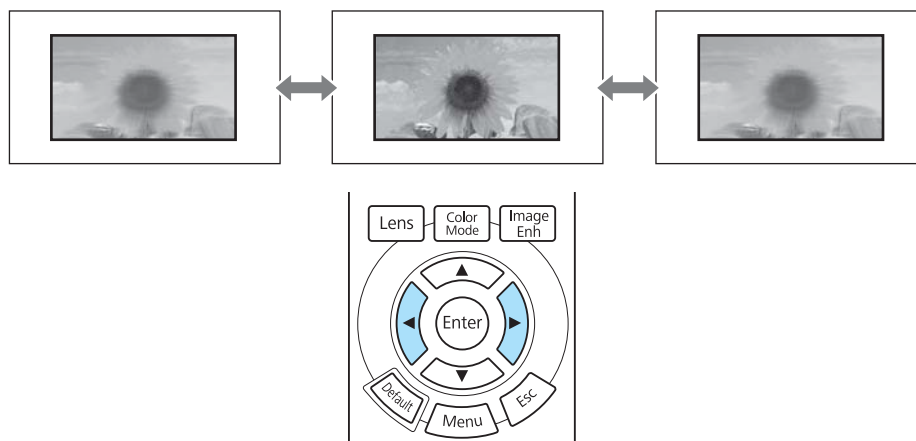 Lens
Color
Mode
Image
Enh
Enter
Default
Menu
Esc